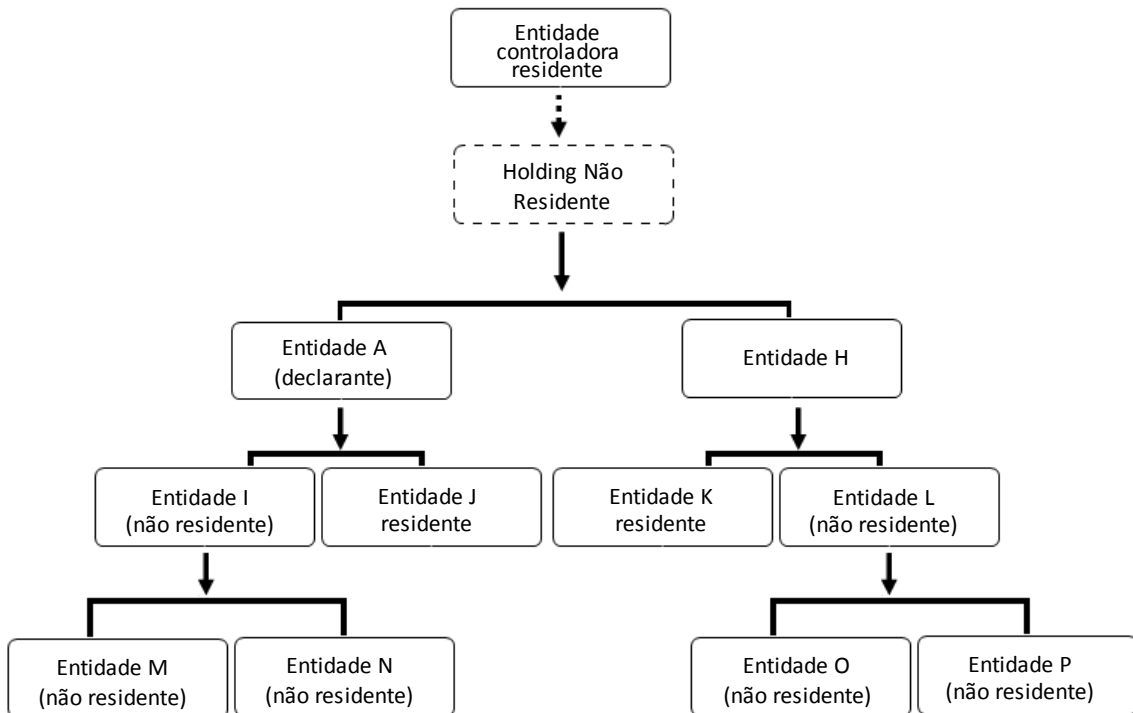 Entidade
controladora
residente
Holding Não
Residente
Entidade A
(declarante)
Entidade H
Entidade I
(não residente)
Entidade J
residente
Entidade K
residente
Entidade L
(não residente)
Entidade M
(não residente)
Entidade N
(não residente)
Entidade O
(não residente)
Entidade P
(não residente)